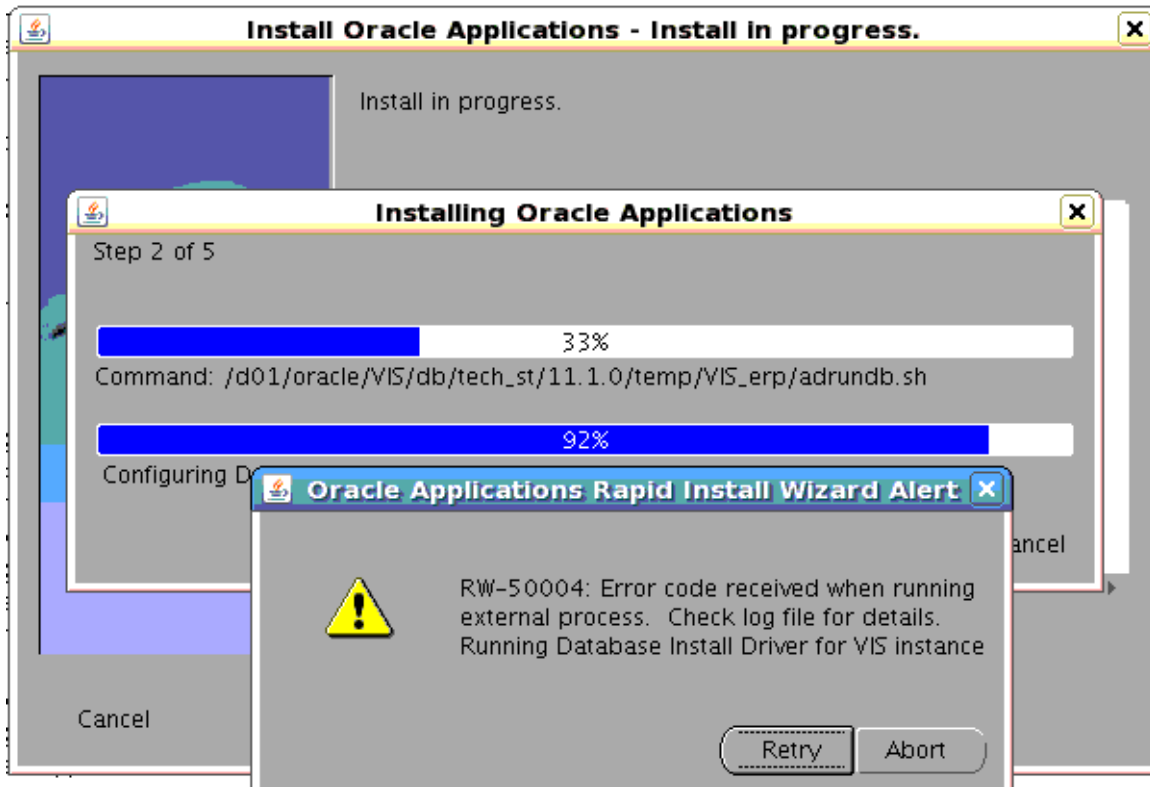 Install Oracle Applications - Install in progress.
Install in progress.
Installing Oracle Applications
Step 2 of 5
33%
Command: /d01/oracle/VIS/db/tech_st/11.1.0/temp/VIS_erp/adrundb.sh
92%
Configuring D
ancel
Oracle Applications Rapid Install Wizard Alert
RW-50004: Error code received when running
external process. Check log file for details.
Running Database Install Driver for VIS instance
Retry Abort
Cancel